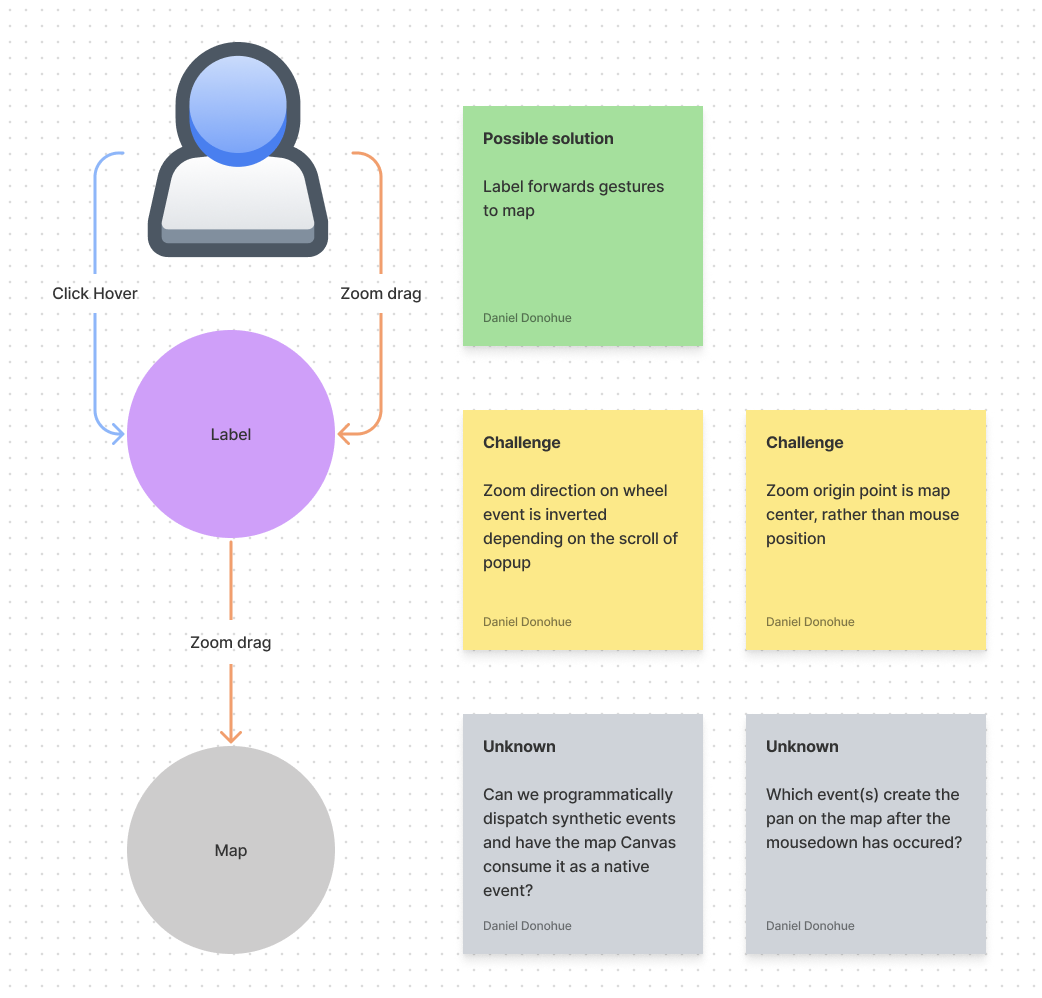 Click Hover
Zoom drag
Label
Zoom drag
Map
Possible solution
Label forwards gestures
to map
Daniel Donohue
Challenge
Zoom direction on wheel
event is inverted
depending on the scroll of
popup
Daniel Donohue
Challenge
Zoom origin point is map
center, rather than mouse
position
Daniel Donohue
Unknown
Can we programmatically
dispatch synthetic events
and have the map Canvas
consume it as a native
event?
Daniel Donohue
Unknown
Which event(s) create the
pan on the map after the
mousedown has occured?
Daniel Donohue